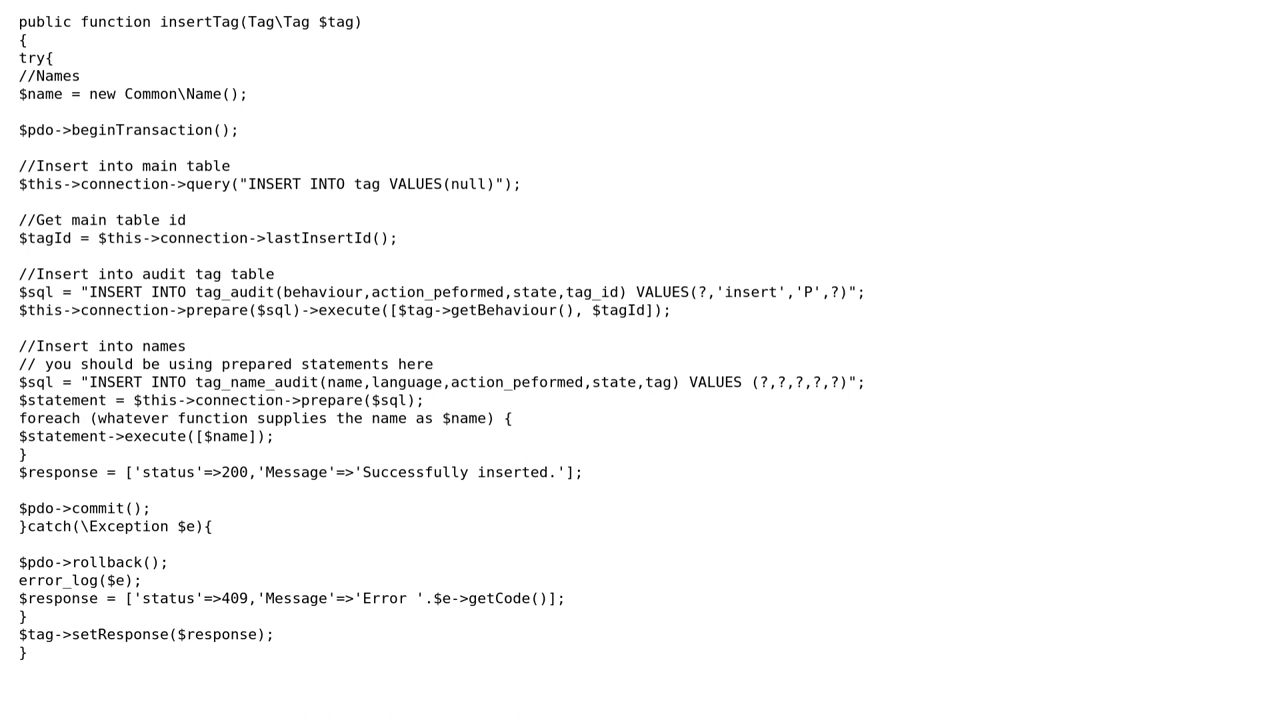 public function insertTag(Tag\Tag $tag)
{
try{
//Names
$name = new Common\Name();
$pdo->beginTransaction();
//Insert into main table
$this->connection->query("INSERT INTO tag VALUES(null)");
//Get main table id
$tagId = $this->connection->lastInsertId();
//Insert into audit tag table
$sql = "INSERT INTO tag_audit(behaviour,action_peformed,state,tag_id) VALUES(?,'insert','P',?)";
$this->connection->prepare($sql)->execute([$tag->getBehaviour(), $tagId]);
//Insert into names
// you should be using prepared statements here
$sql = "INSERT INTO tag_name_audit(name,language,action_peformed,state,tag) VALUES (?,?,?,?,?)";
$statement = $this->connection->prepare($sql);
foreach (whatever function supplies the name as $name) {
$statement->execute([$name]);
}
$response = ['status'=>200,'Message'=>'Successfully inserted.'];
$pdo->commit();
}catch(\Exception $e){
$pdo->rollback();
error_log($e);
$response = ['status'=>409,'Message'=>'Error '.$e->getCode()];
}
$tag->setResponse($response);
}